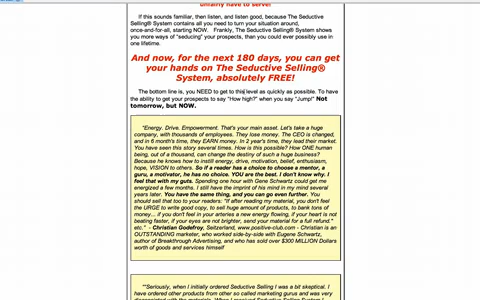 unfairly have to serve!
If this sounds familiar, then listen, and listen good, because The Seductive
Selling® System contains all you need to turn your situation around,
once-and-for-all, starting NOW. Frankly, The Seductive Selling® System shows
you more ways of "seducing" your prospects, than you could ever possibly use in
one lifetime.
And now, for the next 180 days, you can get
your hands on The Seductive Selling®
System, absolutely FREE!
The bottom line is, you NEED to get to this level as quickly as possible. To have
the ability to get your prospects to say "How high?" when you say "Jump!" Not
tomorrow, but NOW.
"Energy. Drive. Empowerment. That's your main asset. Let's take a huge
company, with thousands of employees. They lose money. The CEO is changed,
and in 6 month's time, they EARN money. In 2 year's time, they lead their market.
You have seen this story several times. How is this possible? How ONE human
being, out of a thousand, can change the destiny of such a huge business?
Because he knows how to instil energy, drive, motivation, belief, enthusiasm,
hope, VISION to others. So if a reader has a choice to choose a mentor, a
guru, a motivator, he has no choice. YOU are the best. I don't know why. I
feel that with my guts. Spending one hour with Gene Schwartz could get me
energized a few months. I still have the imprint of his mind in my mind several
years later. You have the same thing, and you can go even further. You
should sell that too to your readers: "If after reading my material, you don't feel
the URGE to write good copy, to sell huge amount of products, to bank tons of
money... if you don't feel in your arteries a new energy flowing, if your heart is not
beating faster, if your eyes are not brighter, send your material for a full refund."
etc." - Christian Godefroy, Seitzerland, www.positive-club.com - Christian is an
OUTSTANDING marketer, who worked side-by-side with Eugene Schwartz,
author of Breakthrough Advertising, and who has sold over $300 MILLION Dollars
worth of goods and services himself
"'Seriously, when I initially ordered Seductive Selling I was a bit skeptical, I
have ordered other products from other so called marketing gurus and was very